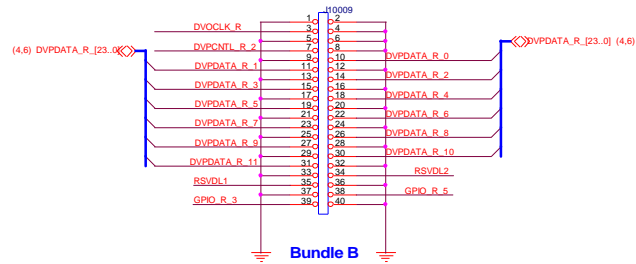 J10009
1 2
DVOCLK_R 3 4
5 6
DVPCNTL_R_2 7 8
(4,6) DVPDATA_R_[23..0] DVPDATA_R_[23..0] (4,6)
9 10 DVPDATA_R_0
DVPDATA_R_1 11 12
13 14 DVPDATA_R_2
DVPDATA_R_3 15 16
17 18 DVPDATA_R_4
DVPDATA_R_5 19 20
21 22 DVPDATA_R_6
DVPDATA_R_7 23 24
25 26 DVPDATA_R_8
DVPDATA_R_9 27 28
29 30 DVPDATA_R_10
DVPDATA_R_11 31 32
33 34 RSVDL2
RSVDL1 35 36
37 38 GPIO_R_5
GPIO_R_3 39 40
Bundle B